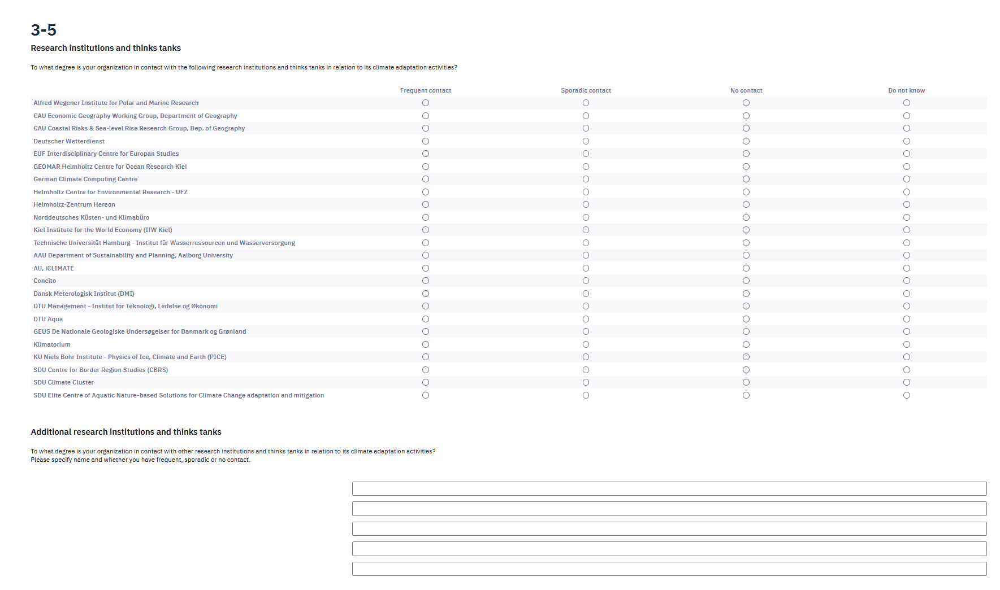 3-5
Research institutions and thinks tanks
To what degree is your organization in contact with the following research institutions and thinks tanks in relation to its climate adaptation activities?
Frequent contact Sporadic contact No contact Do not know
Alfred Wegener Institute for Polar and Marine Research
CAU Economic Geography Working Group, Department of Geography
CAU Coastal Risks & Sea-level Rise Research Group, Dep. of Geography
Deutscher Wetterdienst
EUF Interdisciplinary Centre for Europan Studies
GEOMAR Helmholtz Centre for Ocean Research Kiel
German Climate Computing Centre
Helmholtz Centre for Environmental Research - UFZ
Helmholtz-Zentrum Hereon
Norddeutsches Küsten- und Klimabüro
Kiel Institute for the World Economy (IfW Kiel)
Technische Universität Hamburg - Institut für Wasserressourcen und Wasserversorgung
AAU Department of Sustainability and Planning, Aalborg University
AU, iCLIMATE
Concito
Dansk Meterologisk Institut (DMI)
DTU Management - Institut for Teknologi, Ledelse og Økonomi
DTU Aqua
GEUS De Nationale Geologiske Undersøgelser for Danmark og Grønland
Klimatorium
KU Niels Bohr Institute - Physics of Ice, Climate and Earth (PICE)
SDU Centre for Border Region Studies (CBRS)
SDU Climate Cluster
SDU Elite Centre of Aquatic Nature-based Solutions for Climate Change adaptation and mitigation
Additional research institutions and thinks tanks
To what degree is your organization in contact with other research institutions and thinks tanks in relation to its climate adaptation activities?
Please specify name and whether you have frequent, sporadic or no contact.